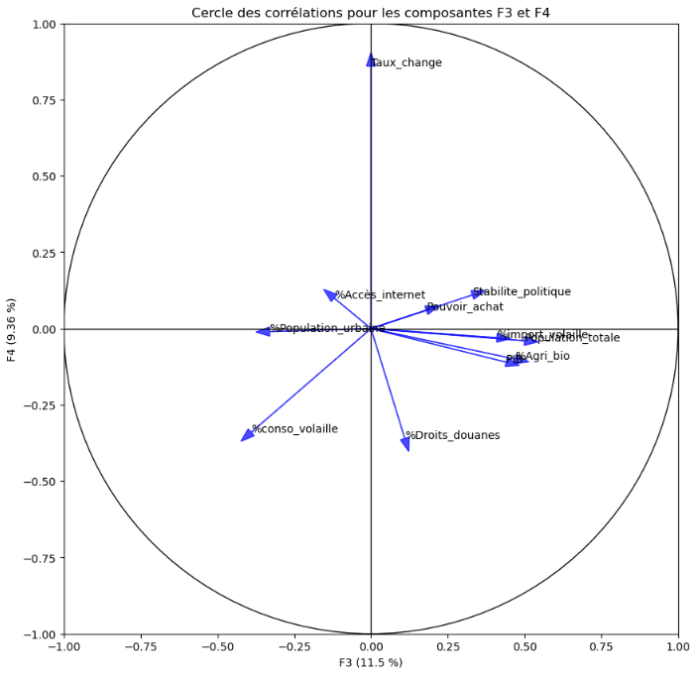 Cercle des corrélations pour les composantes F3 et F4
1.00
0.75
0.50
0.25
0.00
−0.25
−0.50
−0.75
−1.00
F4 (9.36 %)
Taux_change
%Accès_internet
Stabilite_politique
Pouvoir_achat
%Population_urbaine
%import_volaille
Population_totale
%Agri_bio
PIB
%conso_volaille
%Droits_douanes
−1.00
−0.75
−0.50
−0.25
0.00
0.25
0.50
0.75
1.00
F3 (11.5 %)